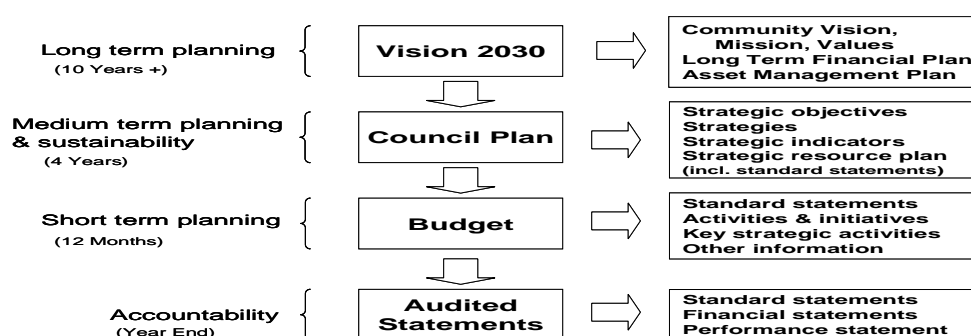 Long term planning
(10 Years +)
Vision 2030
Community Vision,
Mission, Values
Long Term Financial Plan
Asset Management Plan
Medium term planning
& sustainability
(4 Years)
Council Plan
Strategic objectives
Strategies
Strategic indicators
Strategic resource plan
(incl. standard statements)
Short term planning
(12 Months)
Budget
Standard statements
Activities & initiatives
Key strategic activities
Other information
Accountability
(Year End)
Audited
Statements
Standard statements
Financial statements
Performance statement